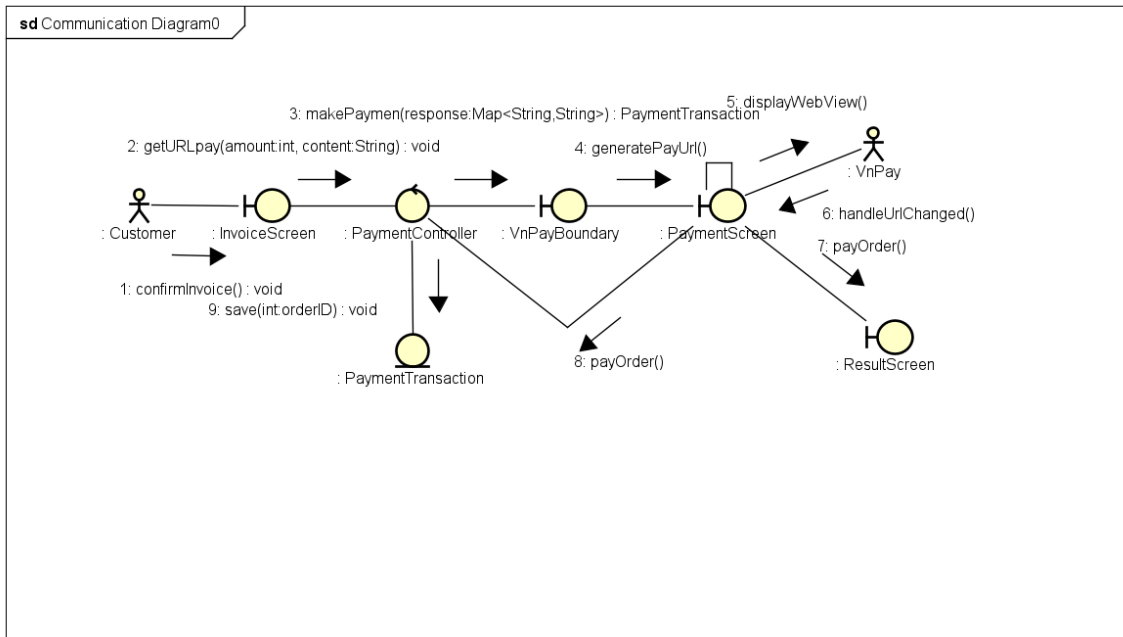 sd Communication Diagram0
5: displayWebView()
3: makePaymen(response:Map<String,String>) : PaymentTransaction
2: getURLpay(amount:int, content:String) : void
4: generatePayUrl()
: VnPay
6: handleUrlChanged()
: Customer
: InvoiceScreen
: PaymentController
: VnPayBoundary
: PaymentScreen
7: payOrder()
1: confirmInvoice() : void
9: save(int:orderID) : void
8: payOrder()
: ResultScreen
: PaymentTransaction